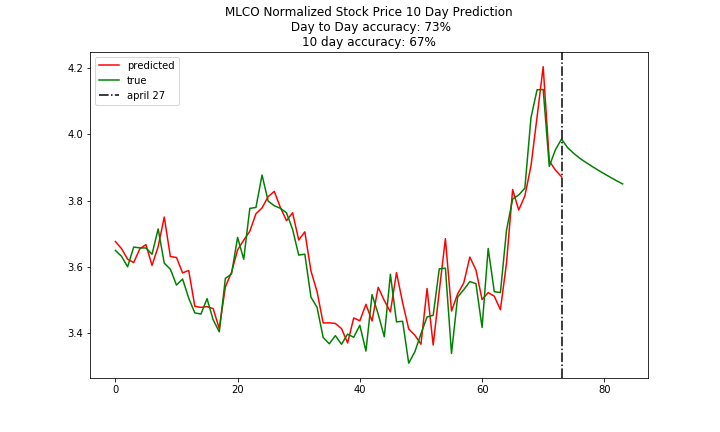 MLCO Normalized Stock Price 10 Day Prediction
Day to Day accuracy: 73%
10 day accuracy: 67%
predicted
true
april 27
4.2
4.0
3.8
3.6
3.4
0
20
40
60
80